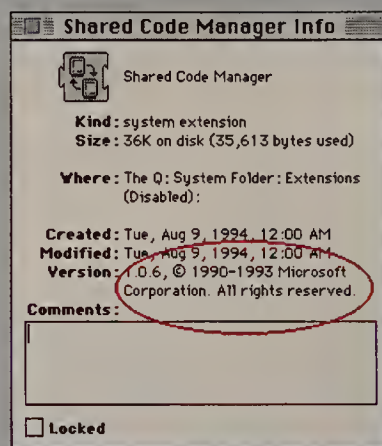 Shared Code Manager Info
Shared Code Manager
Kind: system extension
Size: 36K on disk (35,613 bytes used)
Where: The Q: System Folder: Extensions
(Disabled):
Created: Tue, Aug 9, 1994, 12:00 AM
Modified: Tue, Aug 9, 1994, 12:00 AM
Version: 1.0.6, © 1990-1993 Microsoft
Corporation. All rights reserved.
Comments:
Locked